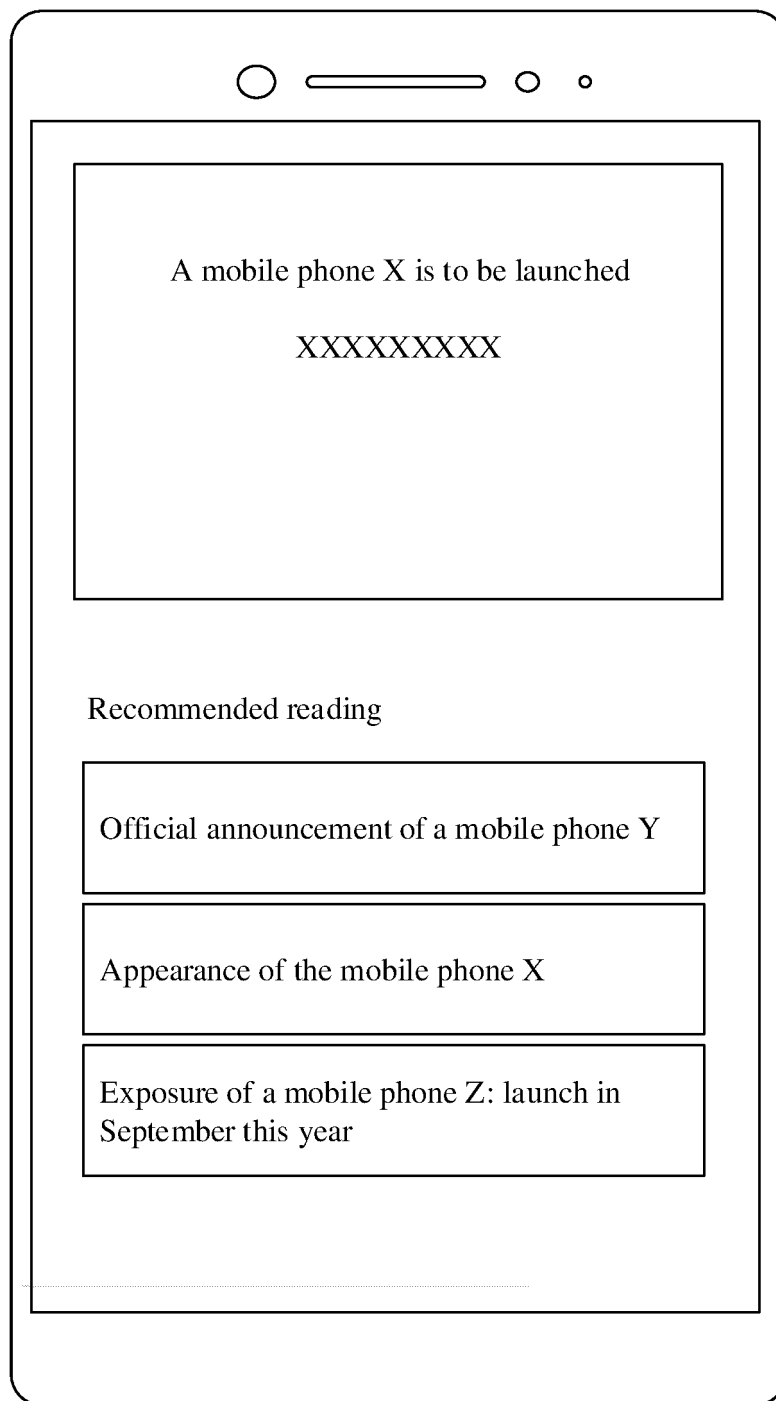 A mobile phone X is to be launched
XXXXXXXXX
Recommended reading
Official announcement of a mobile phone Y
Appearance of the mobile phone X
Exposure of a mobile phone Z: launch in
September this year